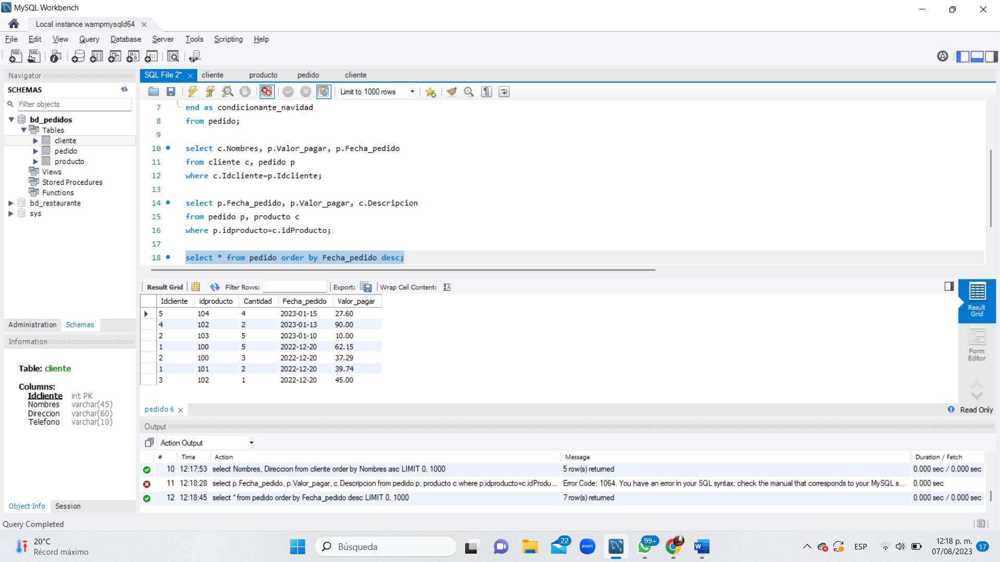 MySQL Workbench
Local instance wampmysqld64
File Edit View Query Database Server Tools Scripting Help
Navigator
SCHEMAS
Filter objects
bd_pedidos
Tables
cliente
pedido
producto
Views
Stored Procedures
Functions
bd_restaurante
sys
Administration Schemas
Information
Table: cliente
Columns:
Idcliente int PK
Nombres varchar(45)
Direccion varchar(60)
Telefono varchar(10)
Object Info Session
SQL File 2* cliente producto pedido cliente
Limit to 1000 rows
7 end as condicionante_navidad
8 from pedido;
9
10 select c.Nombres, p.Valor_pagar, p.Fecha_pedido
11 from cliente c, pedido p
12 where c.Idcliente=p.Idcliente;
13
14 select p.Fecha_pedido, p.Valor_pagar, c.Descripcion
15 from pedido p, producto c
16 where p.idproducto=c.idProducto;
17
18 select * from pedido order by Fecha_pedido desc;
Result Grid Filter Rows: Export: Wrap Cell Content:
Idcliente idproducto Cantidad Fecha_pedido Valor_pagar
5 104 4 2023-01-15 27.60
4 102 2 2023-01-13 90.00
2 103 5 2023-01-10 10.00
1 100 5 2022-12-20 62.15
2 100 3 2022-12-20 37.29
1 101 2 2022-12-20 39.74
3 102 1 2022-12-20 45.00
Result
Grid
Form
Editor
pedido 6
Read Only
Output
Action Output
# Time Action Message Duration / Fetch
10 12:17:53 select Nombres, Direccion from cliente order by Nombres asc LIMIT 0, 1000 5 row(s) returned 0.000 sec / 0.000 sec
11 12:18:28 select p.Fecha_pedido, p.Valor_pagar, c.Descripcion from pedido p, producto c where p.idproducto=c.idProdu... Error Code: 1064. You have an error in your SQL syntax; check the manual that corresponds to your MySQL s... 0.000 sec
12 12:18:45 select * from pedido order by Fecha_pedido desc LIMIT 0, 1000 7 row(s) returned 0.000 sec / 0.000 sec
Query Completed
20°C
Récord máximo
Búsqueda
22
zoom
99+
W
ESP
12:18 p. m.
07/08/2023
17